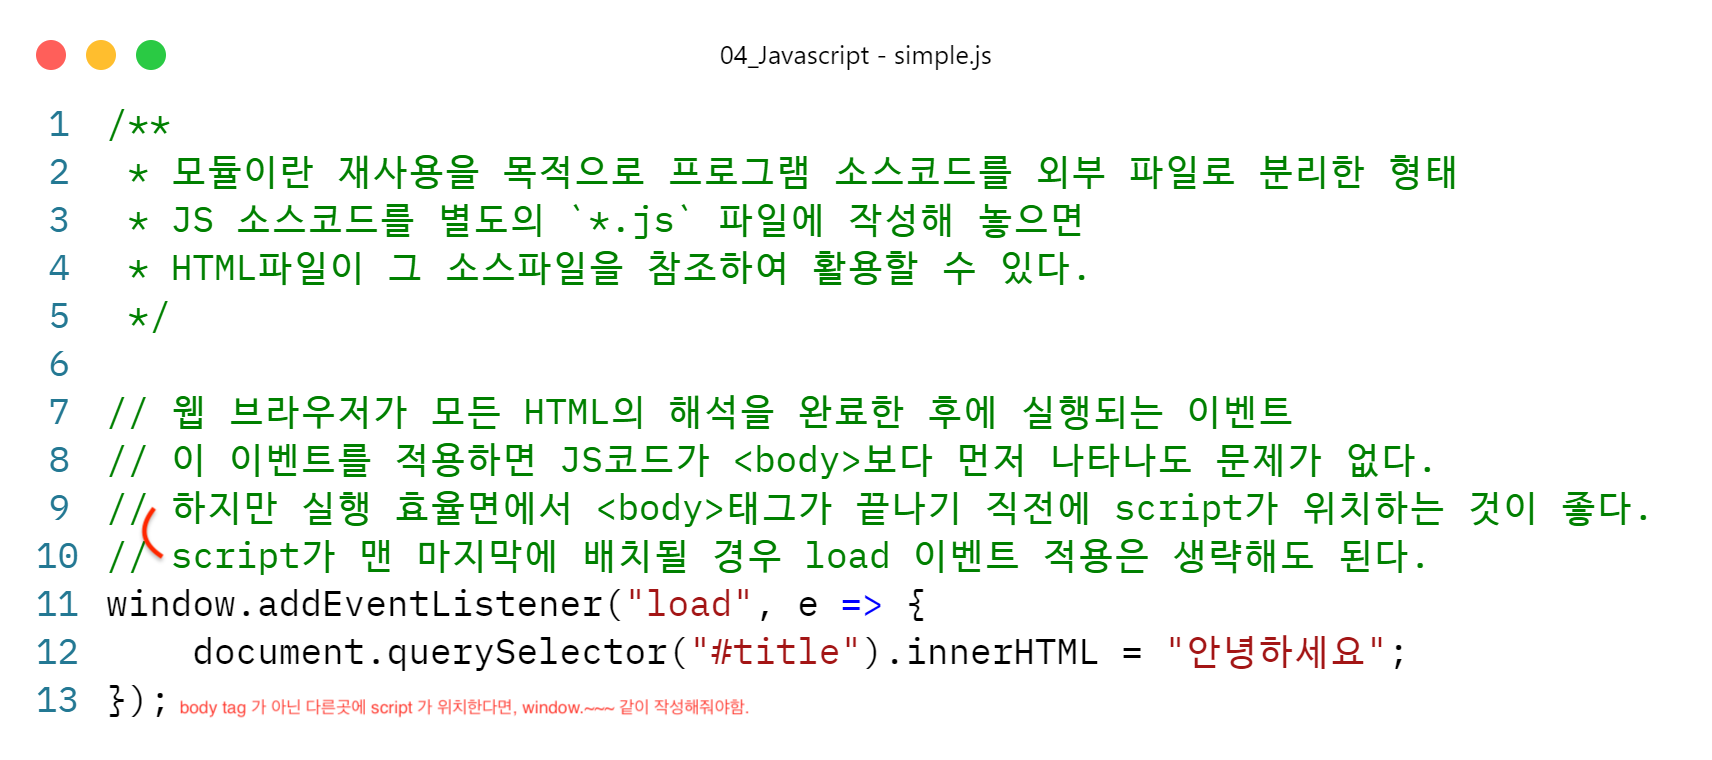 04_Javascript - simple.js
1 /**
2  * 모듈이란 재사용을 목적으로 프로그램 소스코드를 외부 파일로 분리한 형태
3  * JS 소스코드를 별도의 `*.js` 파일에 작성해 놓으면
4  * HTML파일이 그 소스파일을 참조하여 활용할 수 있다.
5  */
6
7 // 웹 브라우저가 모든 HTML의 해석을 완료한 후에 실행되는 이벤트
8 // 이 이벤트를 적용하면 JS코드가 <body>보다 먼저 나타나도 문제가 없다.
9 // 하지만 실행 효율면에서 <body>태그가 끝나기 직전에 script가 위치하는 것이 좋다.
10 // script가 맨 마지막에 배치될 경우 load 이벤트 적용은 생략해도 된다.
11 window.addEventListener("load", e => {
12     document.querySelector("#title").innerHTML = "안녕하세요";
13 }); body tag 가 아닌 다른곳에 script 가 위치한다면, window.~~~ 같이 작성해줘야함.